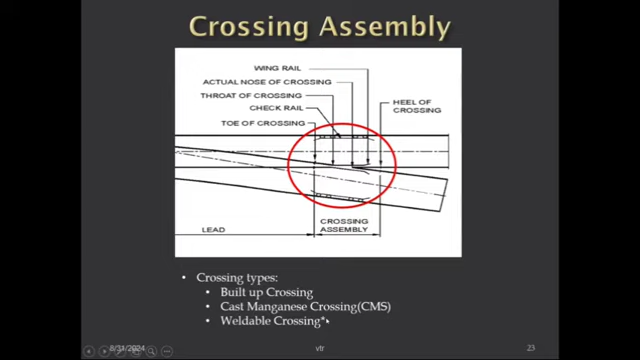 Crossing Assembly
WING RAIL
ACTUAL NOSE OF CROSSING
THROAT OF CROSSING
CHECK RAIL
TOE OF CROSSING
HEEL OF
CROSSING
LEAD
CROSSING
ASSEMBLY
• Crossing types:
• Built up Crossing
• Cast Manganese Crossing(CMS)
• Weldable Crossing*
8/31/2024
vtr
23